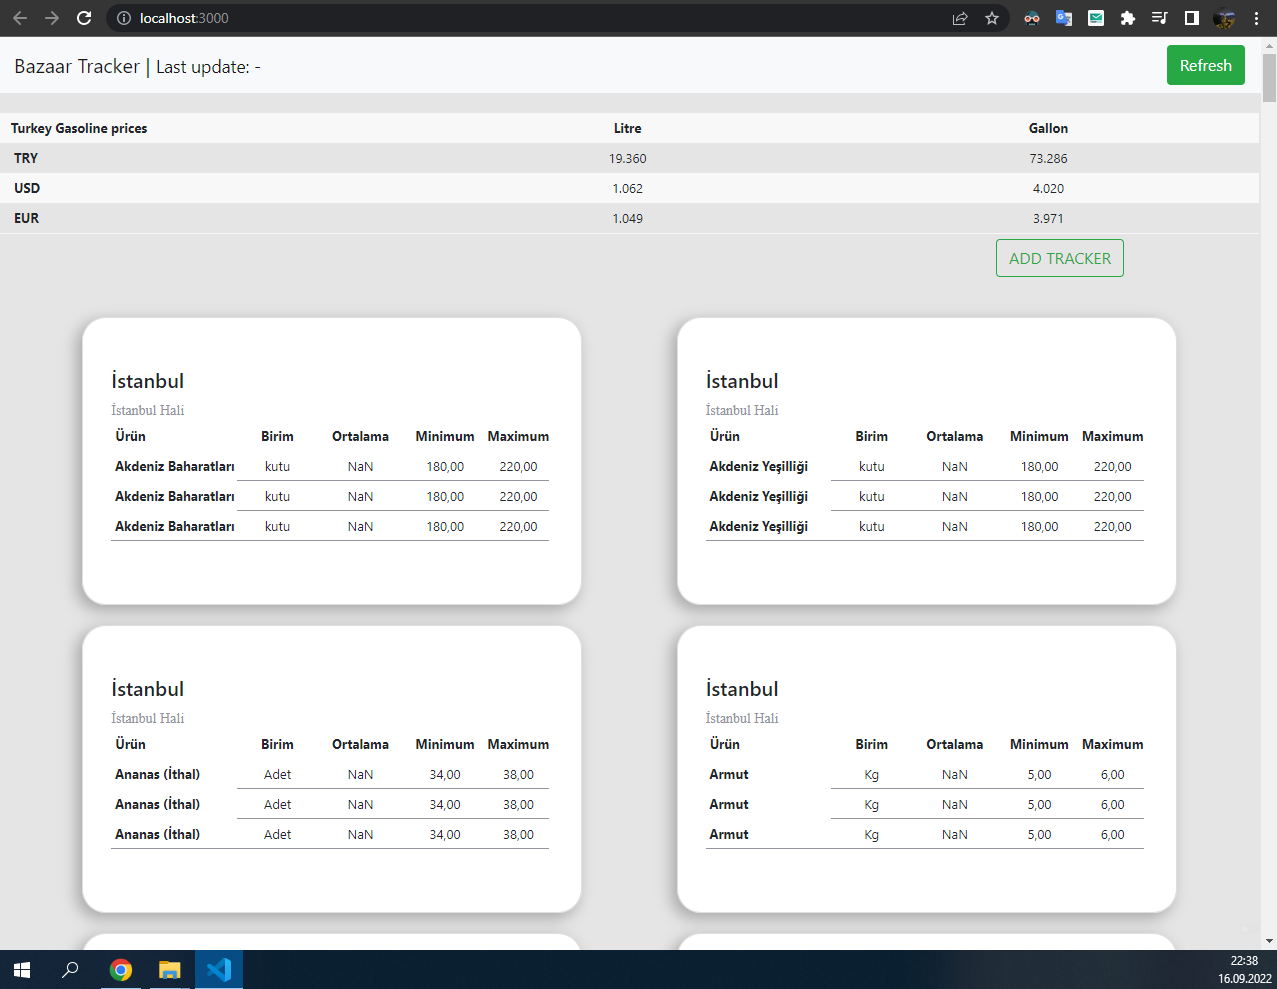 localhost:3000
Bazaar Tracker | Last update: -
Refresh
Turkey Gasoline prices Litre Gallon
TRY 19.360 73.286
USD 1.062 4.020
EUR 1.049 3.971
ADD TRACKER
İstanbul
İstanbul Hali
Ürün Birim Ortalama Minimum Maximum
Akdeniz Baharatları kutu NaN 180,00 220,00
Akdeniz Baharatları kutu NaN 180,00 220,00
Akdeniz Baharatları kutu NaN 180,00 220,00
İstanbul
İstanbul Hali
Ürün Birim Ortalama Minimum Maximum
Akdeniz Yeşilliği kutu NaN 180,00 220,00
Akdeniz Yeşilliği kutu NaN 180,00 220,00
Akdeniz Yeşilliği kutu NaN 180,00 220,00
İstanbul
İstanbul Hali
Ürün Birim Ortalama Minimum Maximum
Ananas (İthal) Adet NaN 34,00 38,00
Ananas (İthal) Adet NaN 34,00 38,00
Ananas (İthal) Adet NaN 34,00 38,00
İstanbul
İstanbul Hali
Ürün Birim Ortalama Minimum Maximum
Armut Kg NaN 5,00 6,00
Armut Kg NaN 5,00 6,00
Armut Kg NaN 5,00 6,00
22:38
16.09.2022